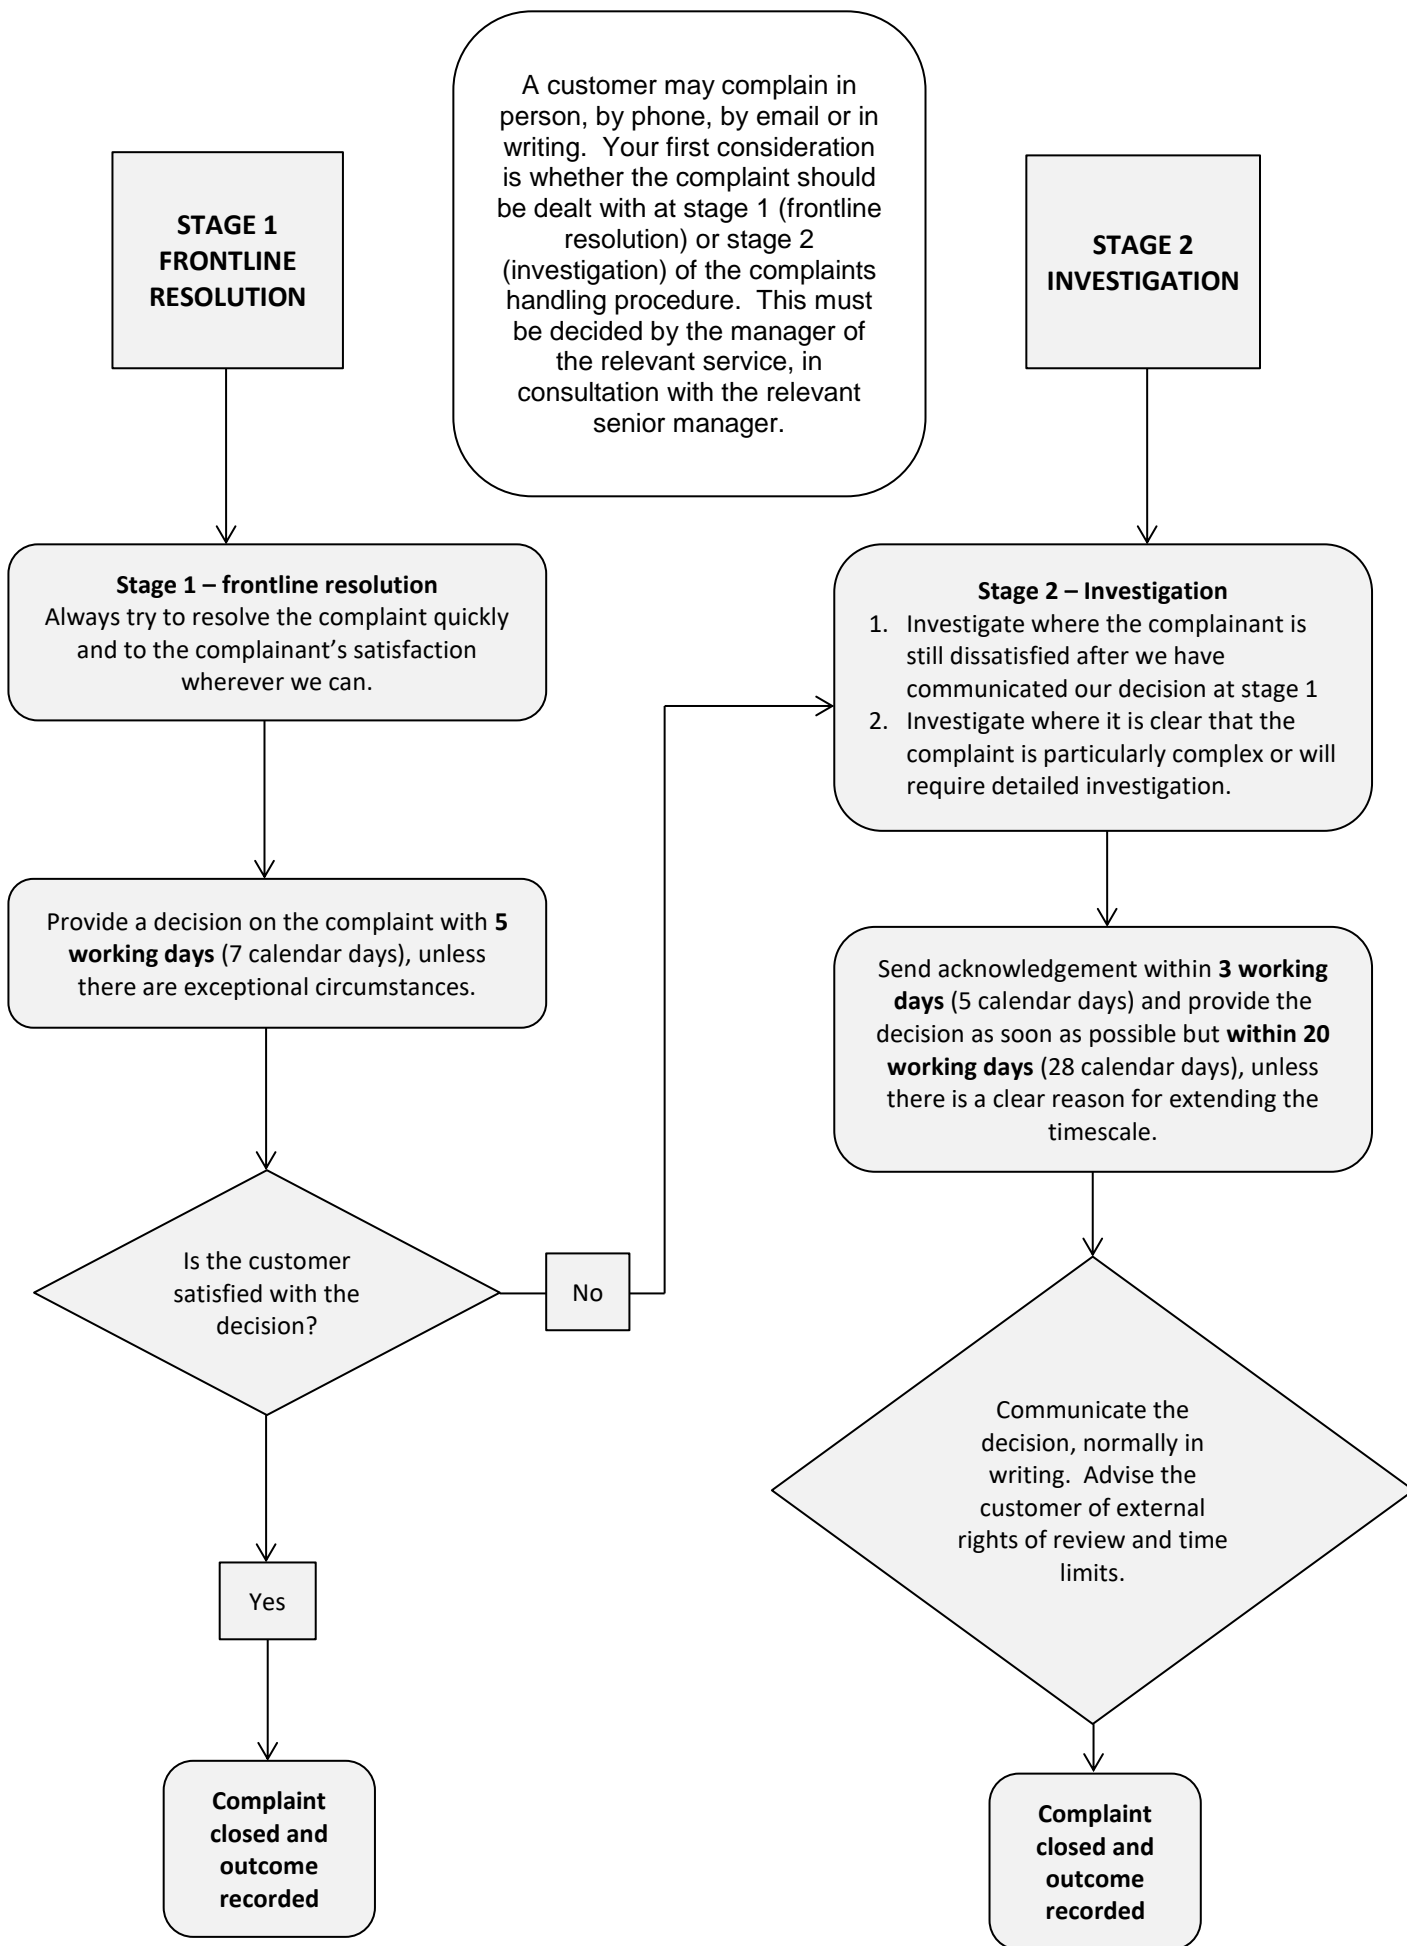 A customer may complain in
person, by phone, by email or in
writing.  Your first consideration
is whether the complaint should
be dealt with at stage 1 (frontline
resolution) or stage 2
(investigation) of the complaints
handling procedure.  This must
be decided by the manager of
the relevant service, in
consultation with the relevant
senior manager.
STAGE 1
FRONTLINE
RESOLUTION
STAGE 2
INVESTIGATION
Stage 1 – frontline resolution
Always try to resolve the complaint quickly
and to the complainant’s satisfaction
wherever we can.
Provide a decision on the complaint with 5
working days (7 calendar days), unless
there are exceptional circumstances.
Is the customer
satisfied with the
decision?
No
Yes
Complaint
closed and
outcome
recorded
Stage 2 – Investigation
1. Investigate where the complainant is
still dissatisfied after we have
communicated our decision at stage 1
2. Investigate where it is clear that the
complaint is particularly complex or will
require detailed investigation.
Send acknowledgement within 3 working
days (5 calendar days) and provide the
decision as soon as possible but within 20
working days (28 calendar days), unless
there is a clear reason for extending the
timescale.
Communicate the
decision, normally in
writing.  Advise the
customer of external
rights of review and time
limits.
Complaint
closed and
outcome
recorded